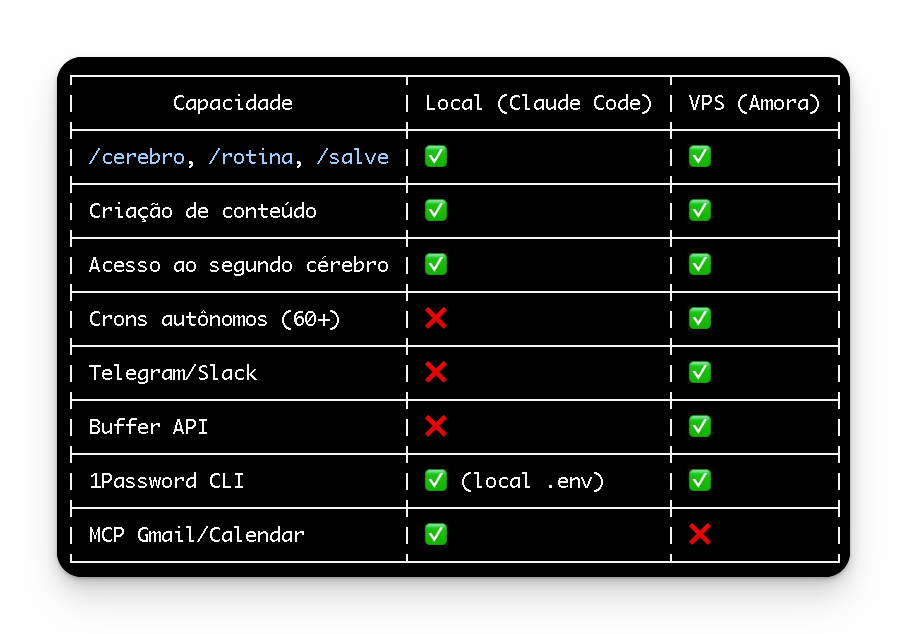 Capacidade Local (Claude Code) VPS (Amora)
/cerebro, /rotina, /salve ✅ ✅
Criação de conteúdo ✅ ✅
Acesso ao segundo cérebro ✅ ✅
Crons autônomos (60+) ❌ ✅
Telegram/Slack ❌ ✅
Buffer API ❌ ✅
1Password CLI ✅ (local .env) ✅
MCP Gmail/Calendar ✅ ❌